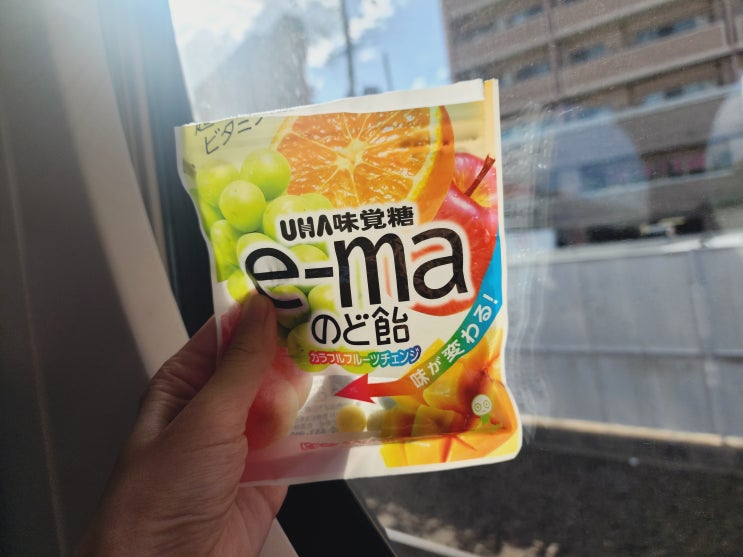 ビタミン
UHA味覚糖
e-ma
のど飴
カラフルフルーツチェンジ
味が変わる!